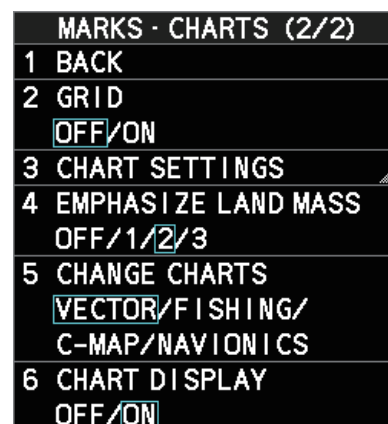 MARKS · CHARTS (2/2)
1 BACK
2 GRID
OFF/ON
3 CHART SETTINGS
4 EMPHASIZE LAND MASS
OFF/1/2/3
5 CHANGE CHARTS
VECTOR/FISHING/
C-MAP/NAVIONICS
6 CHART DISPLAY
OFF/ON